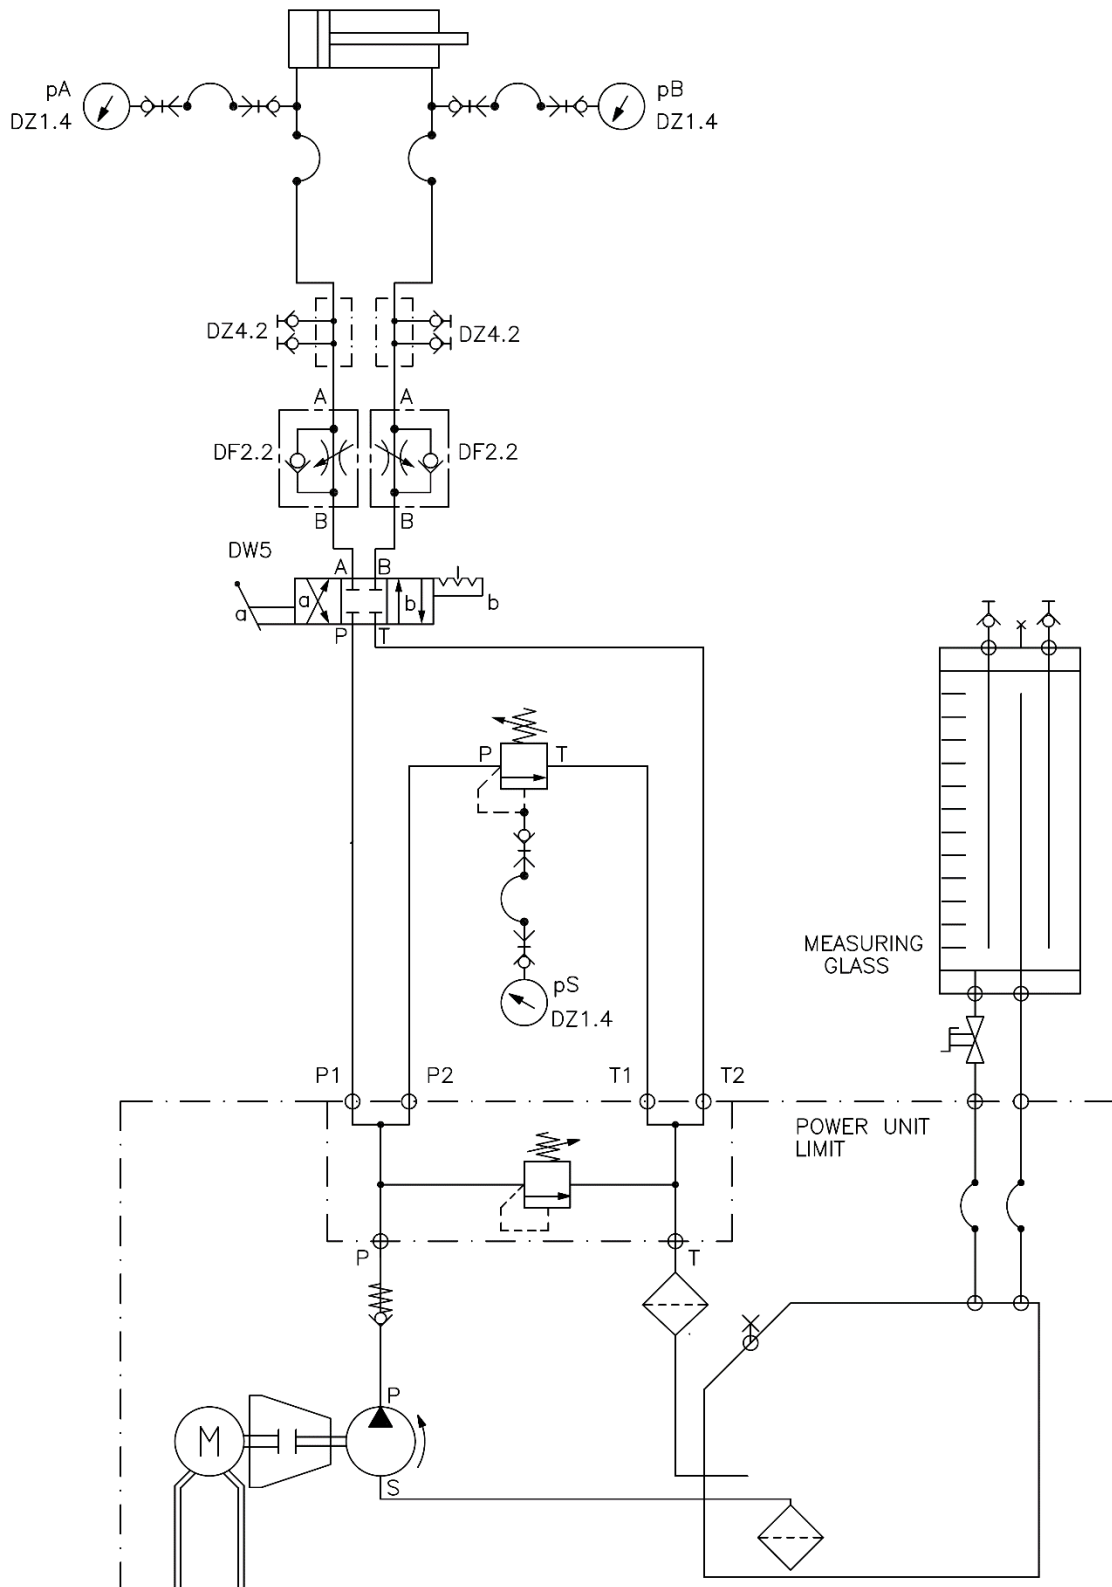 pA
DZ1.4
pB
DZ1.4
DZ4.2
DZ4.2
A
A
DF2.2
DF2.2
B
B
DW5
A
B
a
a
b
b
P
T
P
T
MEASURING
GLASS
pS
DZ1.4
P1
P2
T1
T2
POWER UNIT
LIMIT
P
T
P
M
S